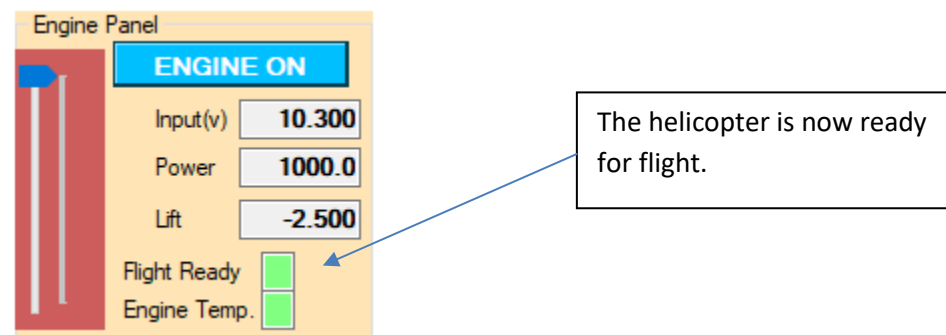 Engine Panel
ENGINE ON
Input(v) 10.300
Power 1000.0
Lift -2.500
Flight Ready
Engine Temp.
The helicopter is now ready
for flight.